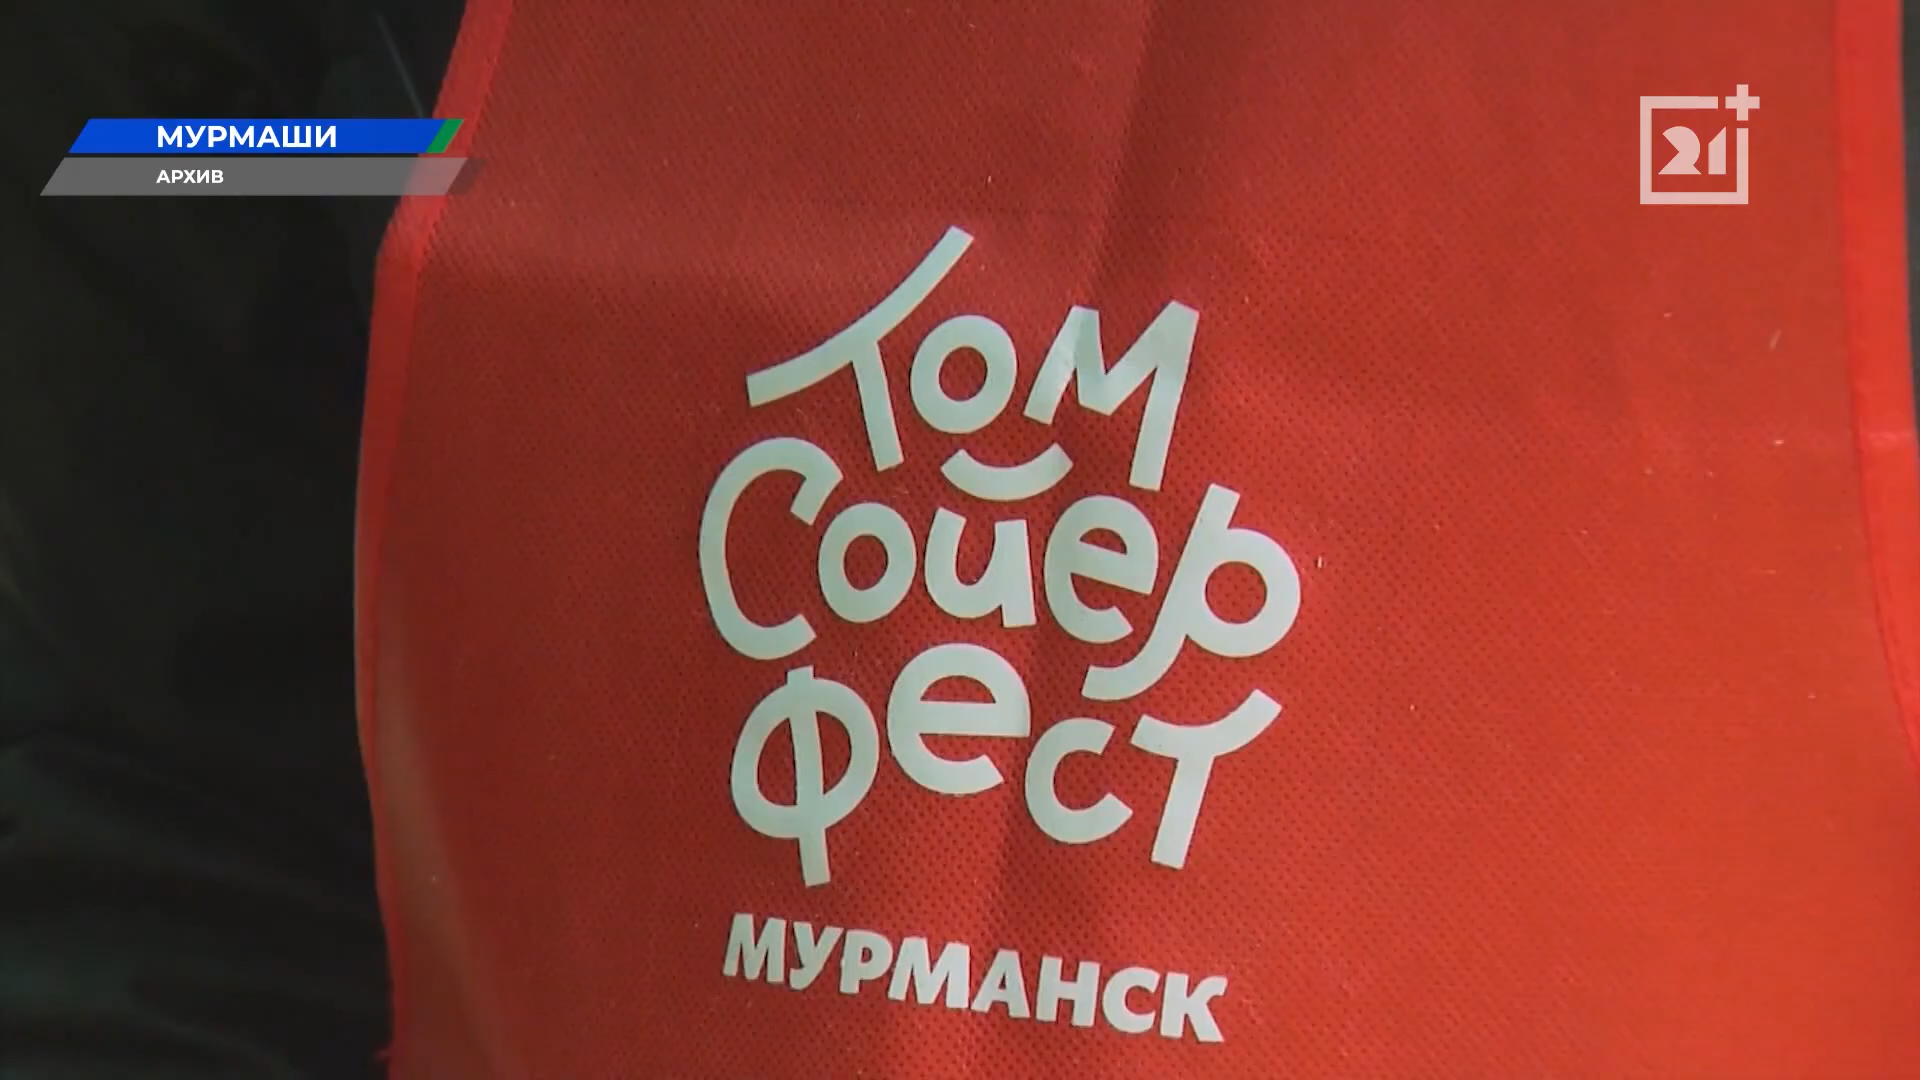 МУРМАШИ
АРХИВ
21+
Том
Сойер
Фест
МУРМАНСК